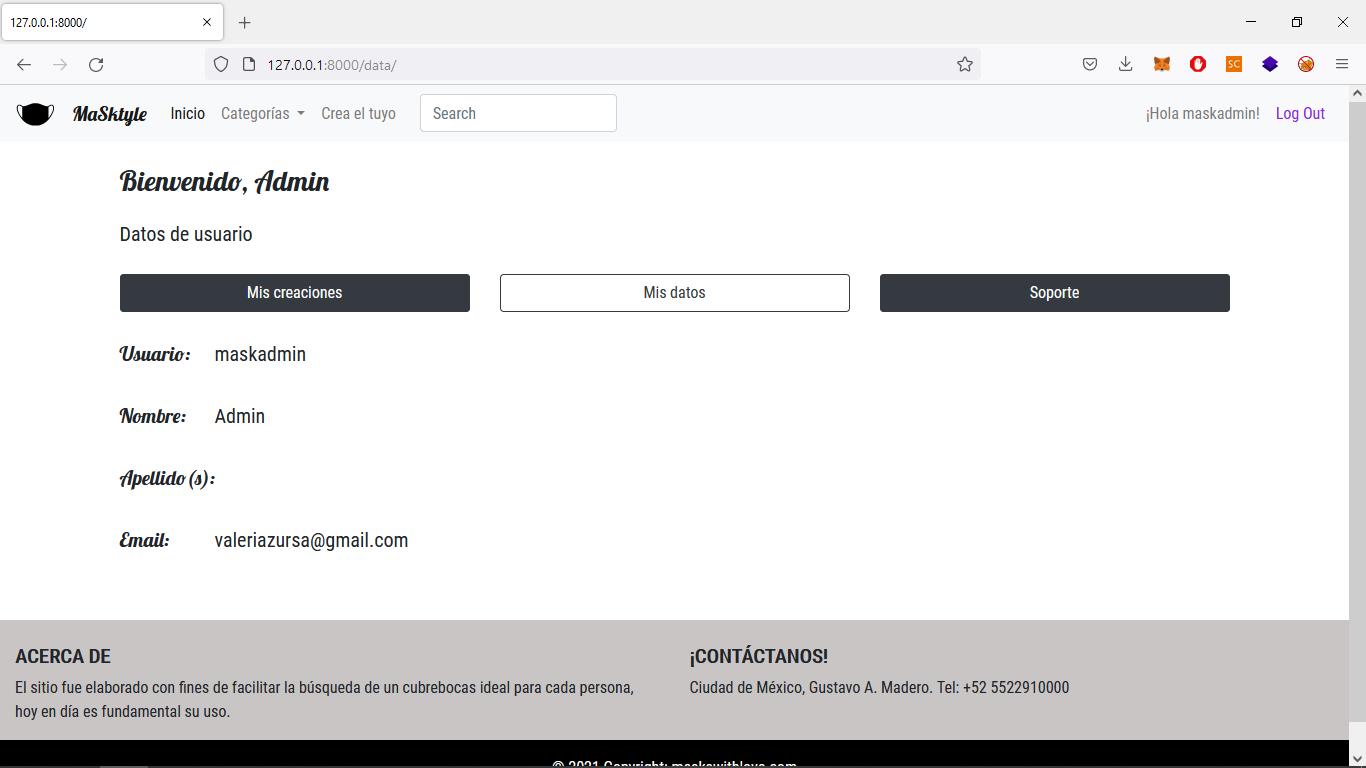 127.0.0.1:8000/
127.0.0.1:8000/data/
SC
MaSktyle Inicio Categorías Crea el tuyo Search ¡Hola maskadmin! Log Out
Bienvenido, Admin
Datos de usuario
Mis creaciones Mis datos Soporte
Usuario: maskadmin
Nombre: Admin
Apellido(s):
Email: valeriazursa@gmail.com
ACERCA DE
El sitio fue elaborado con fines de facilitar la búsqueda de un cubrebocas ideal para cada persona,
hoy en día es fundamental su uso.
¡CONTÁCTANOS!
Ciudad de México, Gustavo A. Madero. Tel: +52 5522910000
© 2021 Copyright: maskswithlove.com